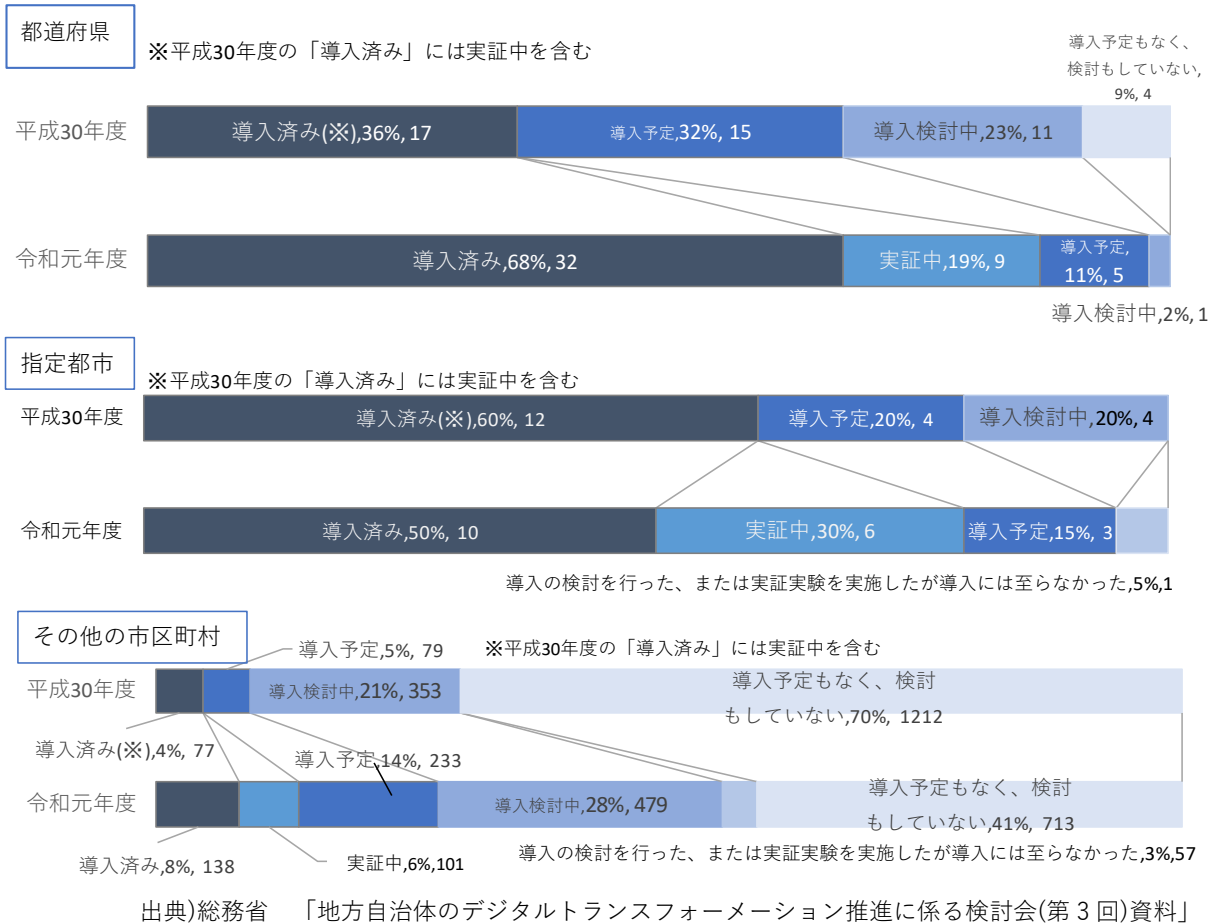 都道府県
※平成30年度の「導入済み」には実証中を含む
導入予定もなく、
検討もしていない,
9%, 4
平成30年度
導入済み(※),36%, 17
導入予定,32%, 15
導入検討中,23%, 11
令和元年度
導入済み,68%, 32
実証中,19%, 9
導入予定,
11%, 5
導入検討中,2%, 1
指定都市
※平成30年度の「導入済み」には実証中を含む
平成30年度
導入済み(※),60%, 12
導入予定,20%, 4
導入検討中,20%, 4
令和元年度
導入済み,50%, 10
実証中,30%, 6
導入予定,15%, 3
導入の検討を行った、または実証実験を実施したが導入には至らなかった,5%,1
その他の市区町村
導入予定,5%, 79
※平成30年度の「導入済み」には実証中を含む
平成30年度
導入検討中,21%, 353
導入予定もなく、検討
もしていない,70%, 1212
導入済み(※),4%, 77
導入予定,14%, 233
令和元年度
導入検討中,28%, 479
導入予定もなく、検討
もしていない,41%, 713
導入済み,8%, 138
実証中,6%,101
導入の検討を行った、または実証実験を実施したが導入には至らなかった,3%,57
出典)総務省 「地方自治体のデジタルトランスフォーメーション推進に係る検討会(第３回)資料」